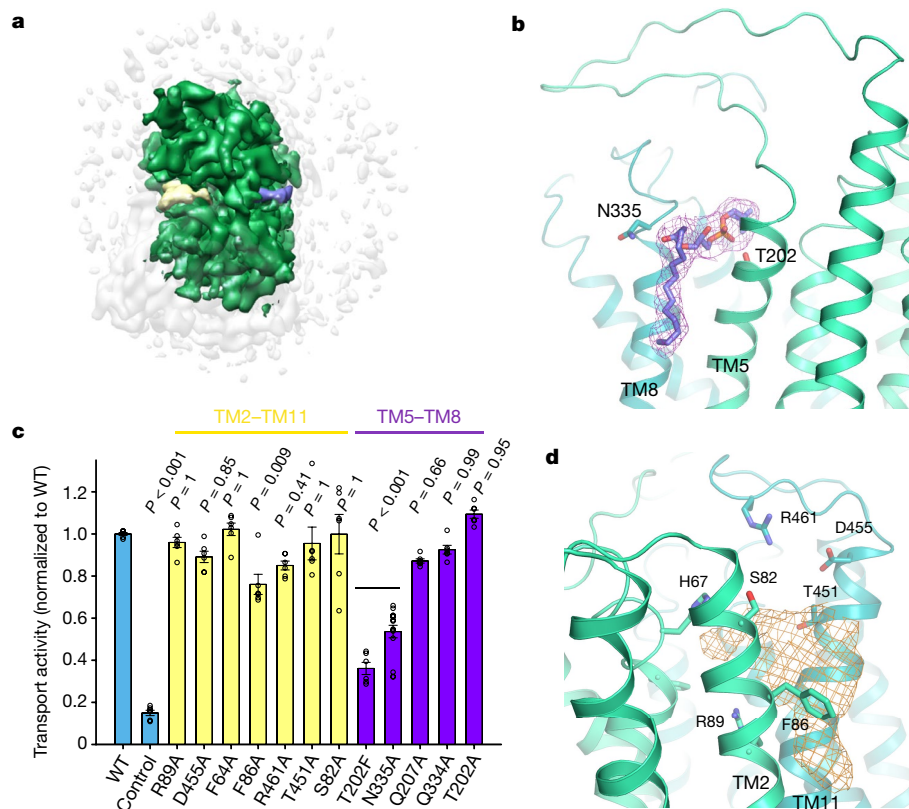 a
b
N335
T202
TM8
TM5
c
TM2–TM11
TM5–TM8
P < 0.001
P = 1
P = 0.85
P = 1
P = 0.009
P = 0.41
P = 1
P = 1
P < 0.001
P = 0.66
P = 0.99
P = 0.95
Transport activity (normalized to WT)
1.2
1.0
0.8
0.6
0.4
0.2
0
WT
Control
R89A
D455A
F64A
F86A
R461A
T451A
S82A
T202F
N335A
Q207A
Q334A
T202A
d
R461
D455
H67
S82
T451
R89
F86
TM2
TM11